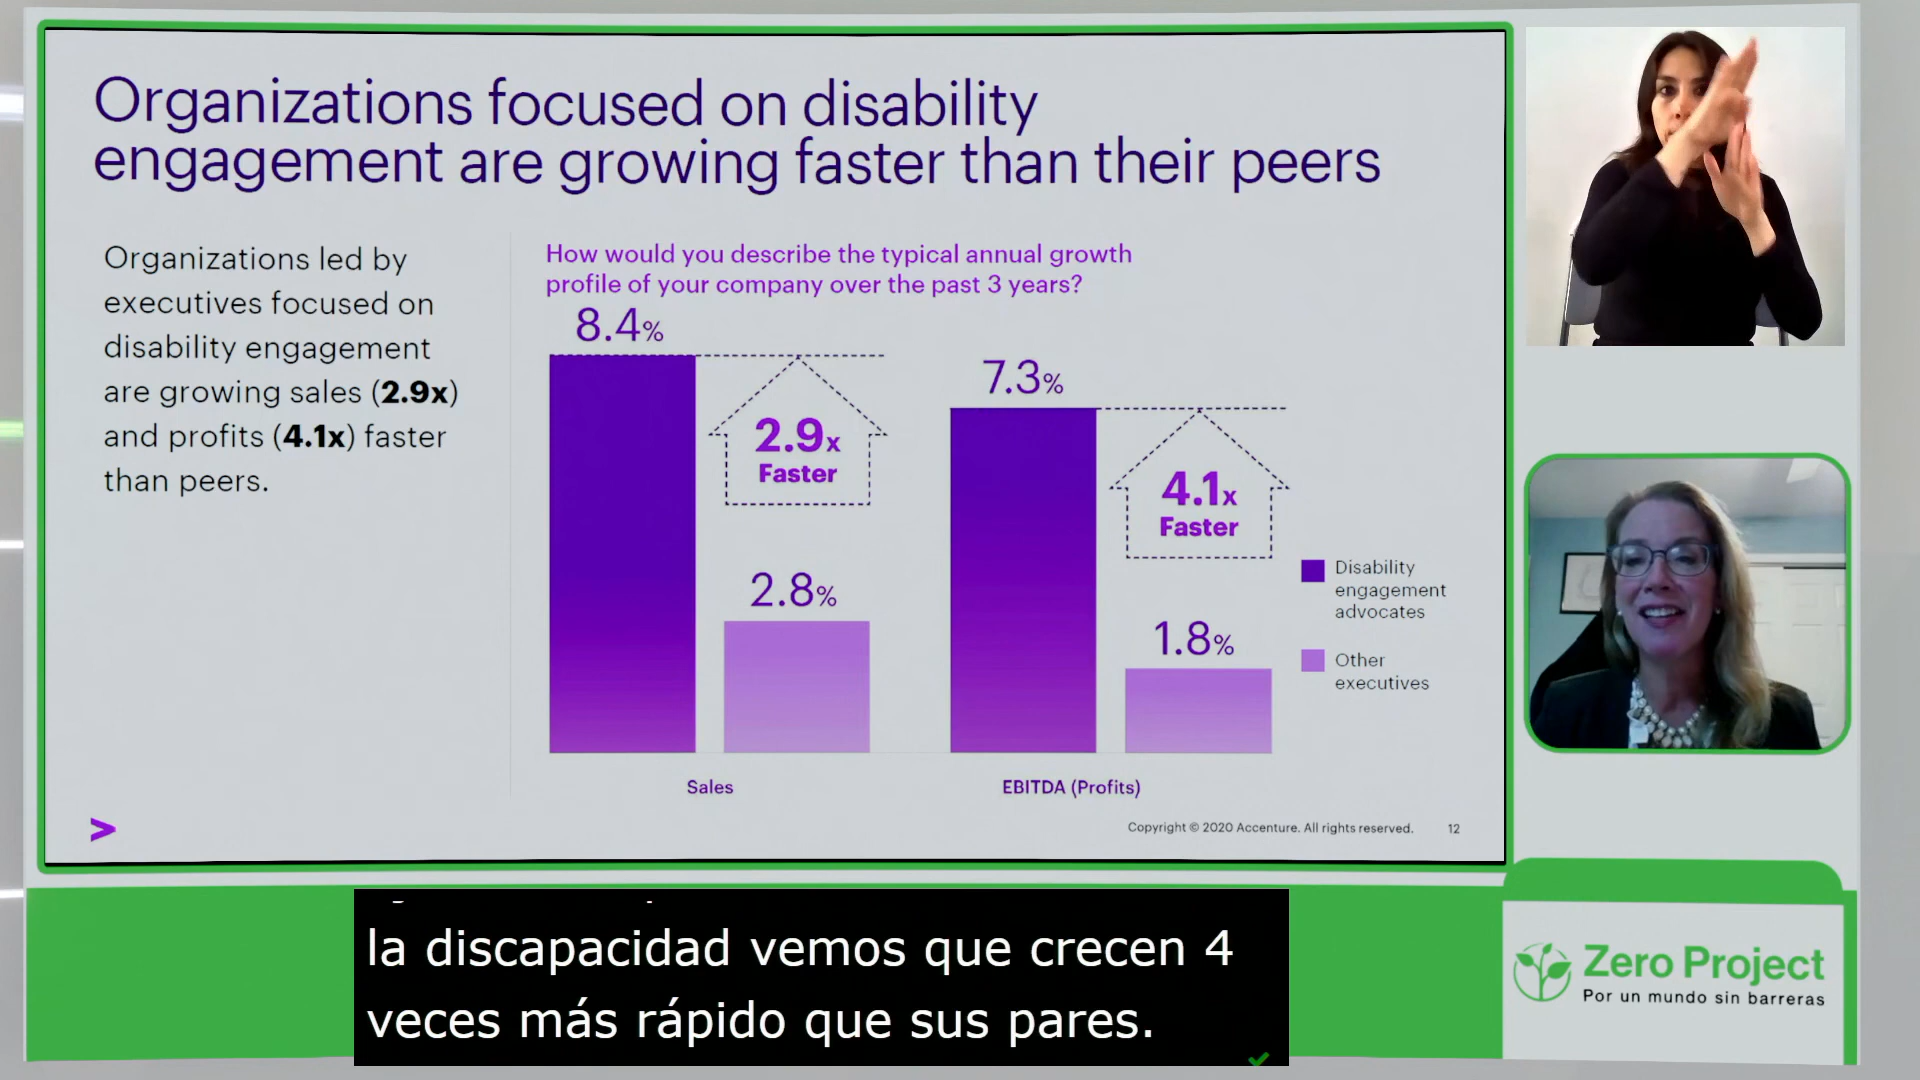 Organizations focused on disability
engagement are growing faster than their peers
Organizations led by
executives focused on
disability engagement
are growing sales (2.9x)
and profits (4.1x) faster
than peers.
How would you describe the typical annual growth
profile of your company over the past 3 years?
8.4%
2.9x
Faster
2.8%
7.3%
4.1x
Faster
1.8%
Disability
engagement
advocates
Other
executives
Sales
EBITDA (Profits)
Copyright © 2020 Accenture. All rights reserved. 12
la discapacidad vemos que crecen 4
veces más rápido que sus pares.
Zero Project
Por un mundo sin barreras